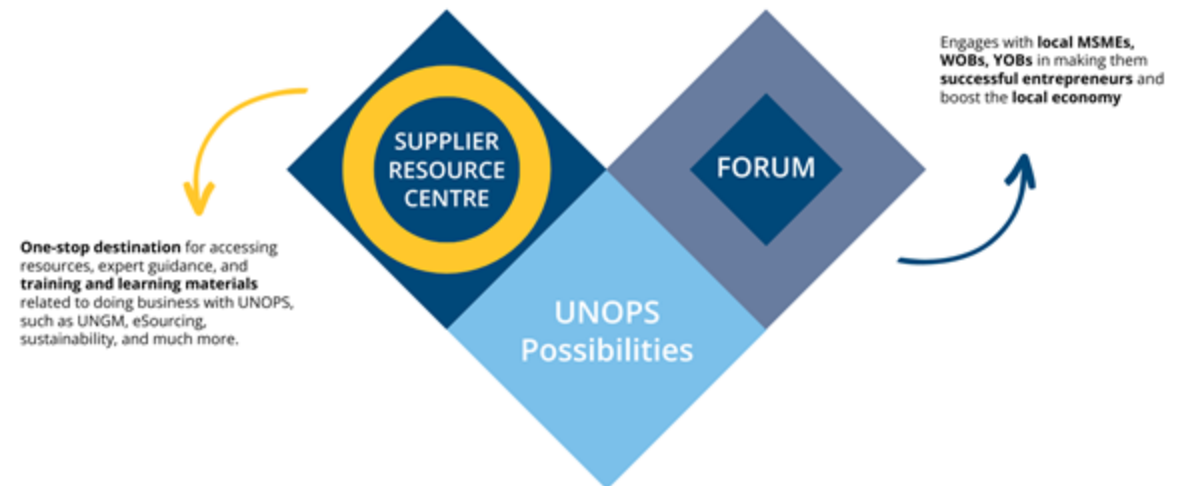 SUPPLIER
RESOURCE
CENTRE
FORUM
UNOPS
Possibilities
Engages with local MSMEs,
WOBs, YOBs in making them
successful entrepreneurs and
boost the local economy
One-stop destination for accessing
resources, expert guidance, and
training and learning materials
related to doing business with UNOPS,
such as UNGM, eSourcing,
sustainability, and much more.